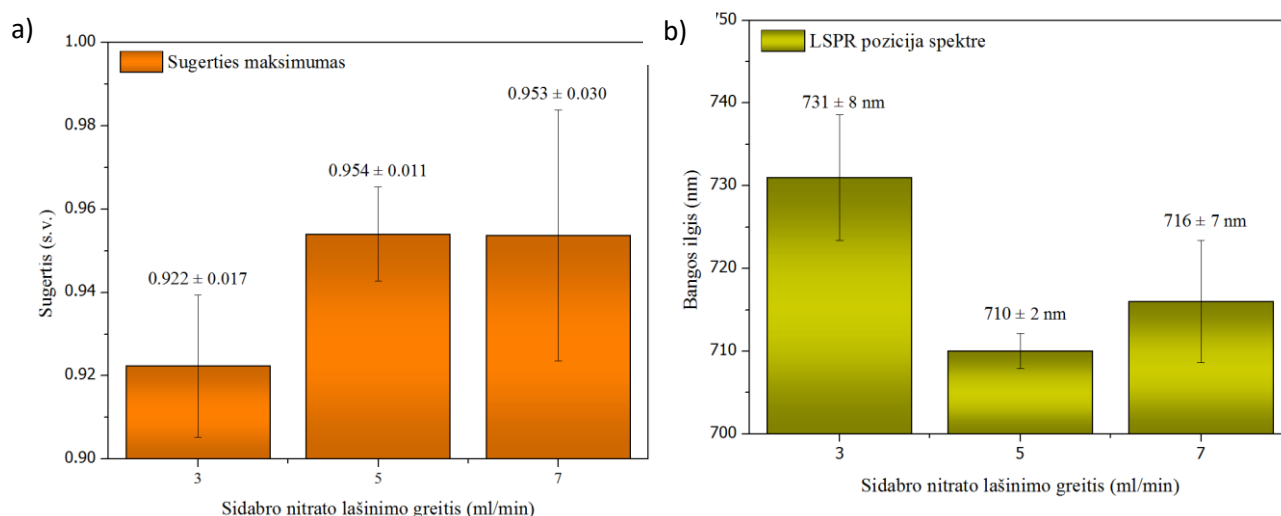 a)
1.00
0.98
0.96
0.94
0.92
0.90
Sugertis (s.v.)
Sugerties maksimumas
0.922 ± 0.017
0.954 ± 0.011
0.953 ± 0.030
3
5
7
Sidabro nitrato lašinimo greitis (ml/min)
b)
750
740
730
720
710
700
Bangos ilgis (nm)
LSPR pozicija spektre
731 ± 8 nm
710 ± 2 nm
716 ± 7 nm
3
5
7
Sidabro nitrato lašinimo greitis (ml/min)